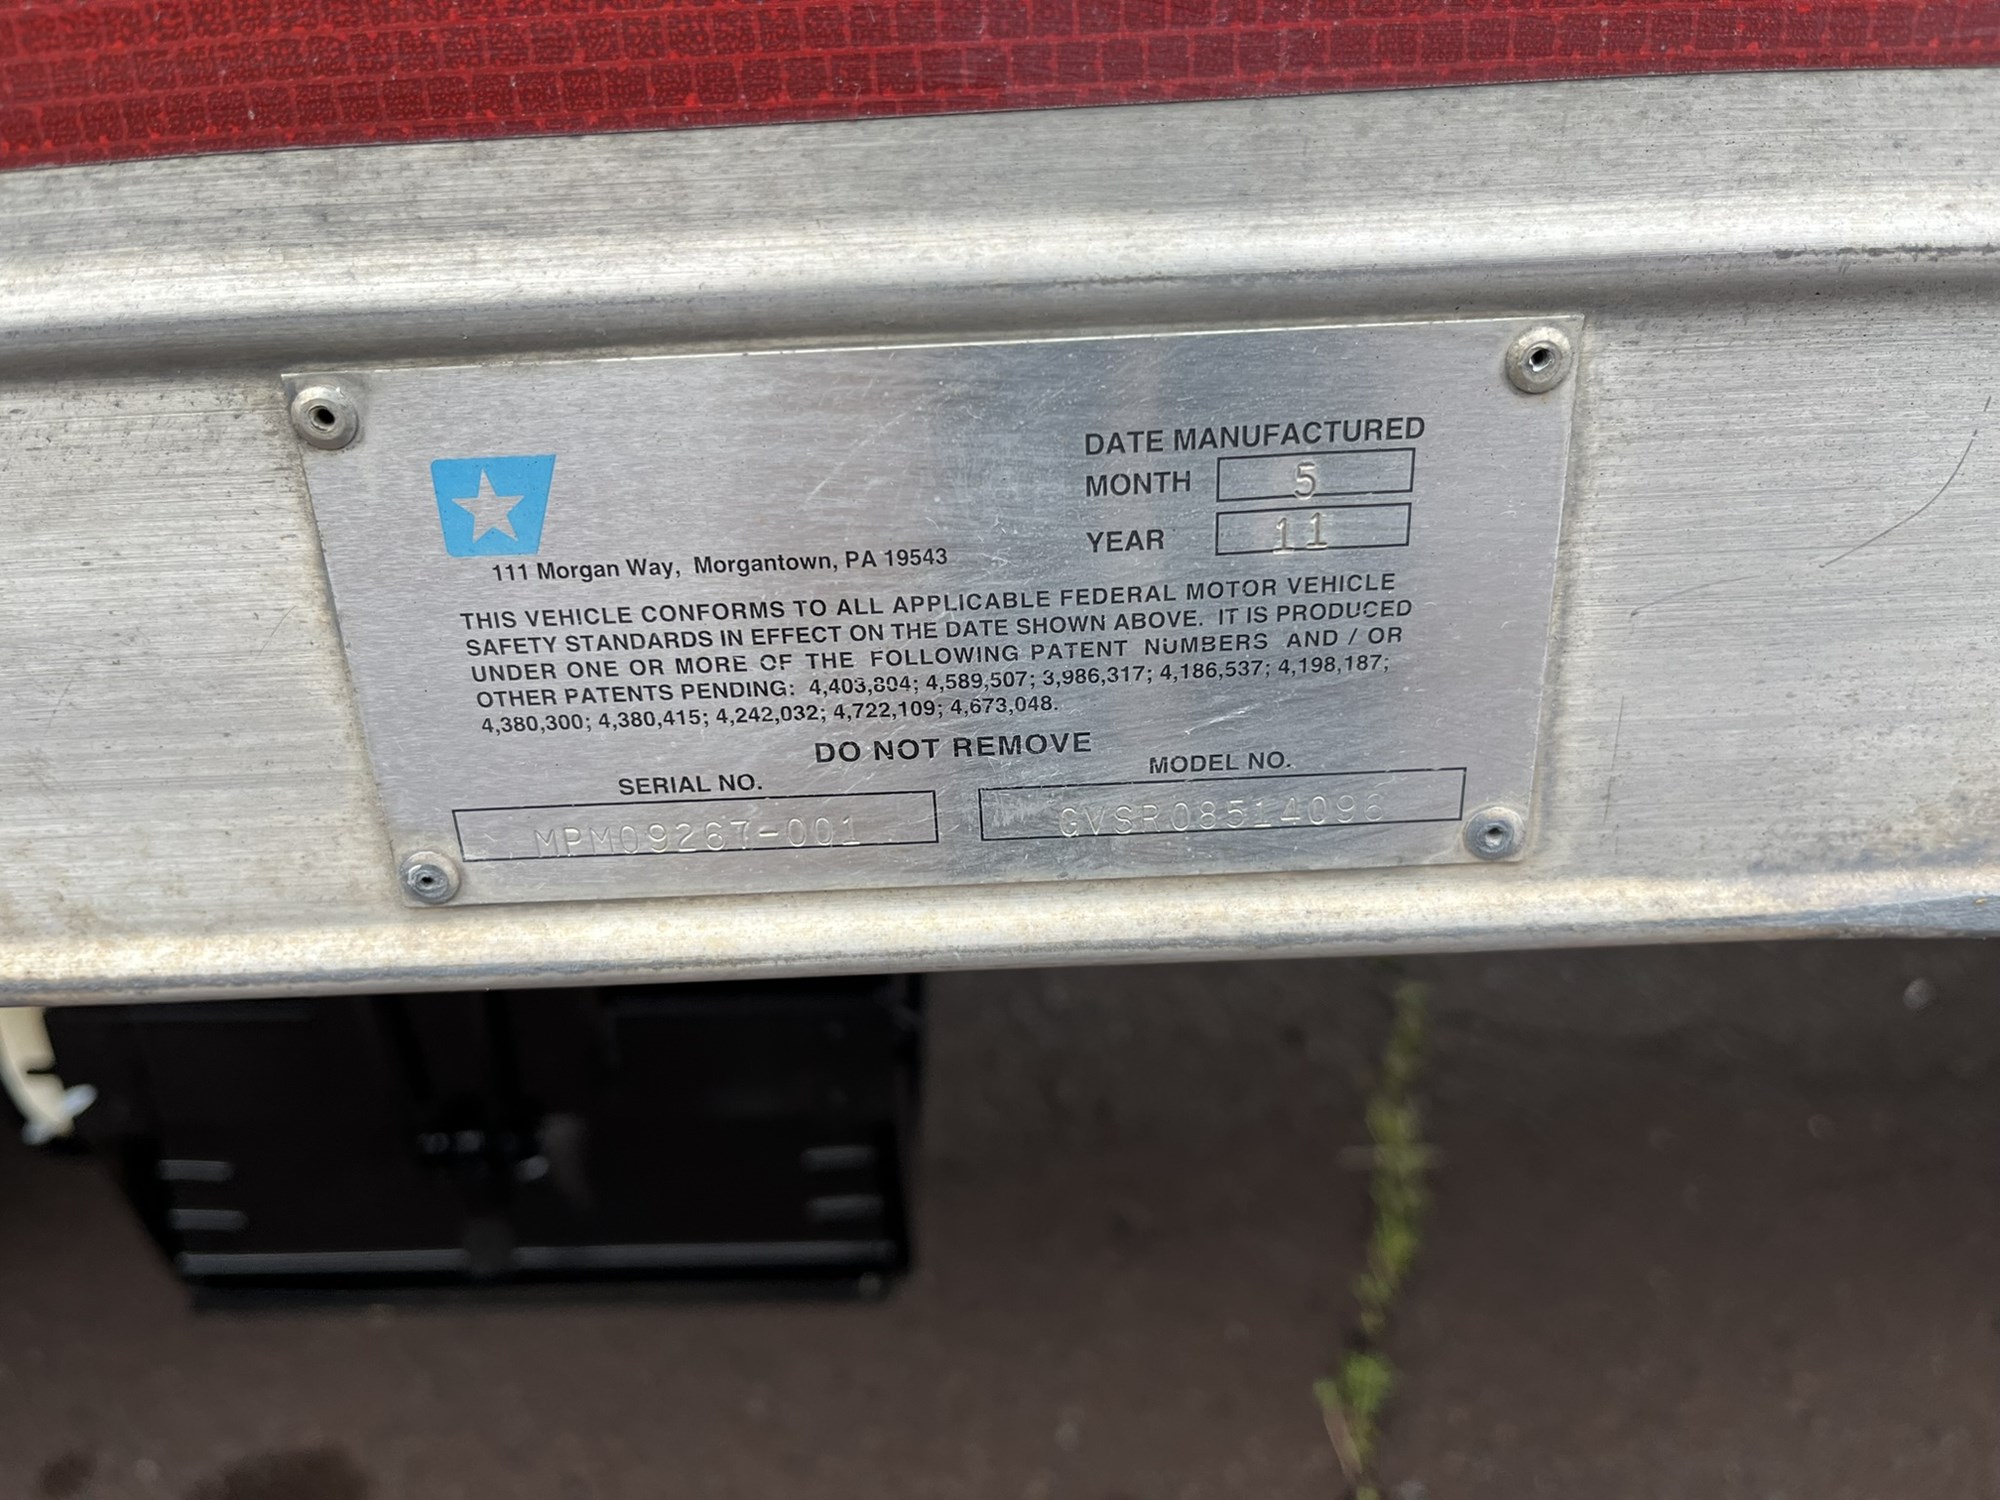 DATE MANUFACTURED
MONTH 5
YEAR 11
111 Morgan Way, Morgantown, PA 19543
THIS VEHICLE CONFORMS TO ALL APPLICABLE FEDERAL MOTOR VEHICLE
SAFETY STANDARDS IN EFFECT ON THE DATE SHOWN ABOVE. IT IS PRODUCED
UNDER ONE OR MORE OF THE FOLLOWING PATENT NUMBERS AND / OR
OTHER PATENTS PENDING: 4,403,804; 4,589,507; 3,986,317; 4,186,537; 4,198,187;
4,380,300; 4,380,415; 4,242,032; 4,722,109; 4,673,048.
DO NOT REMOVE
SERIAL NO. MODEL NO.
MPM09267-001 GVSR08514096